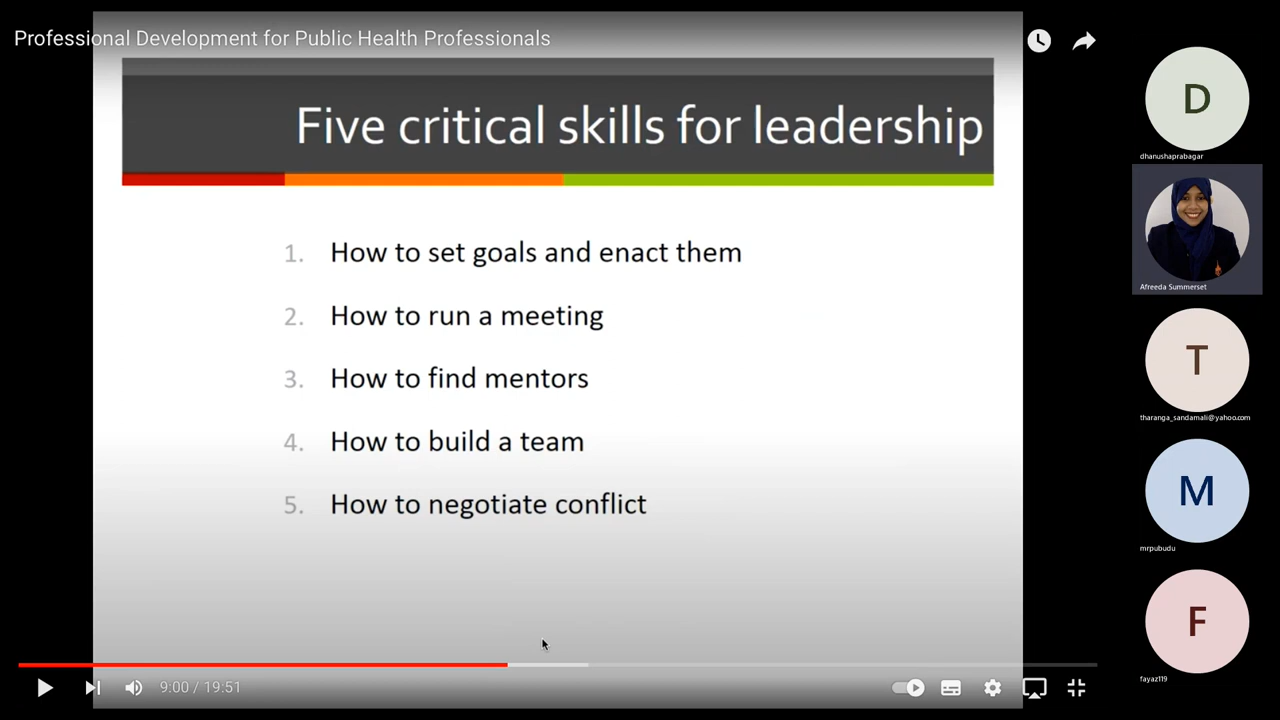 Professional Development for Public Health Professionals
Five critical skills for leadership
1. How to set goals and enact them
2. How to run a meeting
3. How to find mentors
4. How to build a team
5. How to negotiate conflict
9:00 / 19:51
D
dhanushaprabagar
Afreeda Summerset
T
tharanga_sandamali@yahoo.com
M
mrpubudu
F
fayaz119